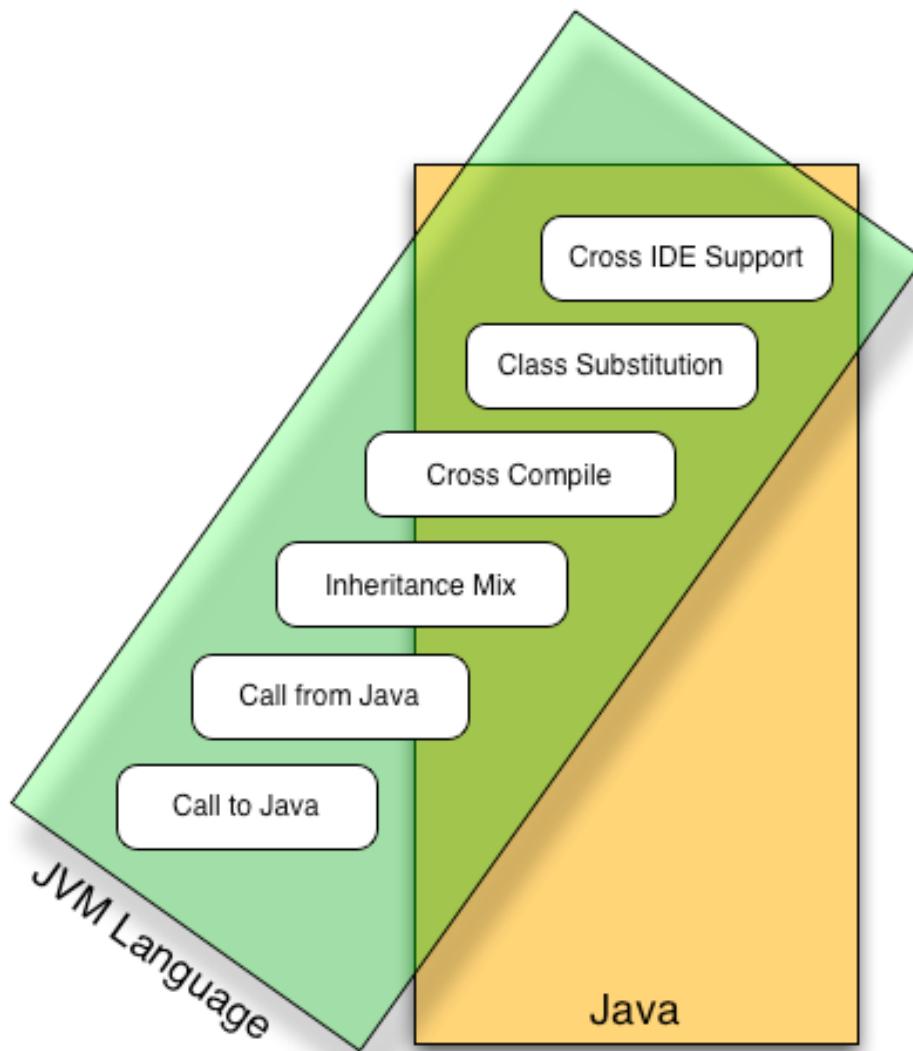 Cross IDE Support
Class Substitution
Cross Compile
Inheritance Mix
Call from Java
Call to Java
JVM Language
Java